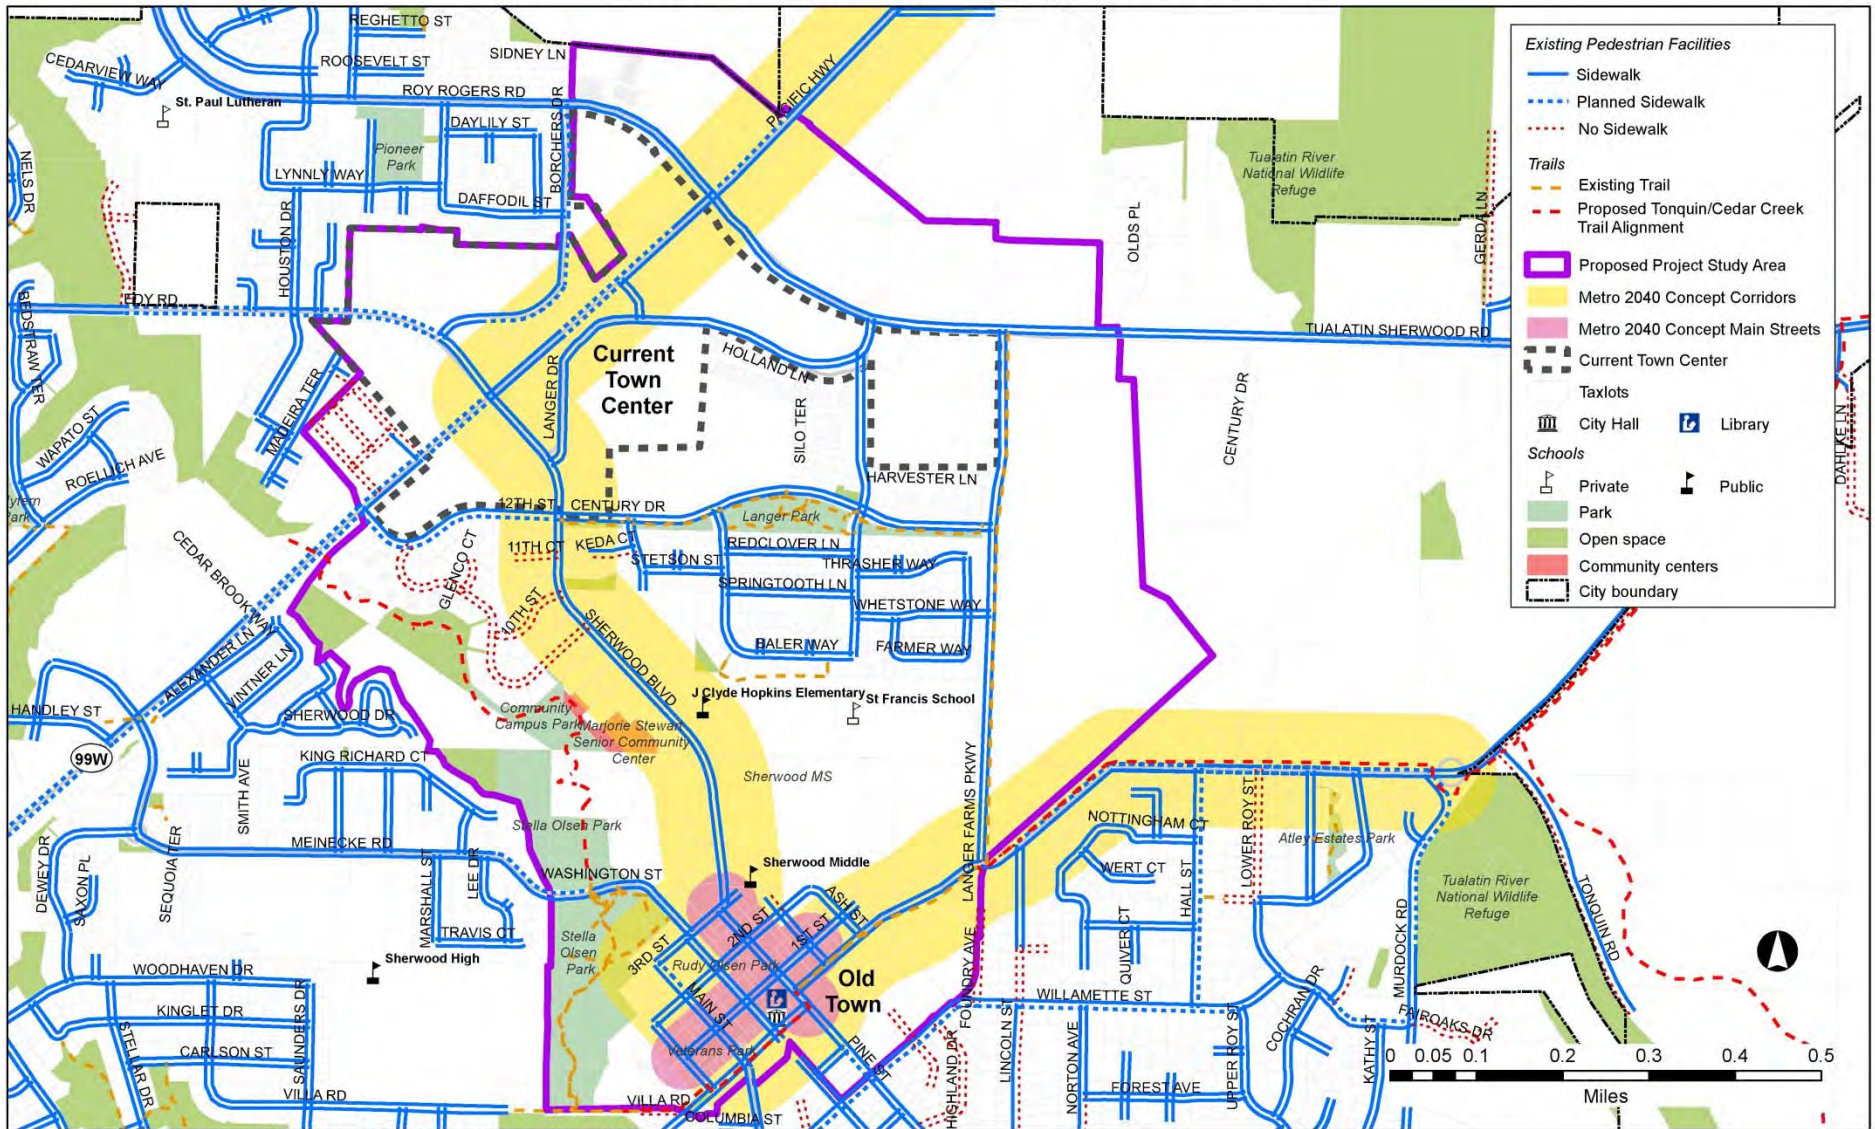 REGHETTO ST
SIDNEY LN
CEDARVIEW WAY
ROOSEVELT ST
ROY ROGERS RD
PACIFIC HWY
St. Paul Lutheran
DAYLILY ST
BORCHERS DR
Pioneer
Park
NELS DR
LYNNLY WAY
DAFFODIL ST
HOUSTON DR
Tualatin River
National Wildlife
Refuge
OLDS PL
GERDA LN
EDY RD
BEDSTRAW TER
TUALATIN SHERWOOD RD
Current
Town
Center
HOLLAND LN
LANGER DR
MADEIRA TER
SILO TER
CENTURY DR
DAHLKE LN
WAPATO ST
ROELLICH AVE
Park
HARVESTER LN
12TH ST
CENTURY DR
Langer Park
CEDAR BROOK WAY
11TH CT
KEDA CT
REDCLOVER LN
STETSON ST
THRASHER WAY
GLENCO CT
SPRINGTOOTH LN
10TH ST
WHETSTONE WAY
SHERWOOD BLVD
BALER WAY
FARMER WAY
ALEXANDER LN
VINTNER LN
J Clyde Hopkins Elementary
St Francis School
HANDLEY ST
SHERWOOD DR
Community
Campus Park
Marjorie Stewart
Senior Community
Center
99W
KING RICHARD CT
Sherwood MS
SMITH AVE
LANGER FARMS PKWY
LOWER ROY ST
NOTTINGHAM CT
Atley Estates Park
Stella Olsen Park
MEINECKE RD
DEWEY DR
SAXON PL
SEQUOIA TER
MARSHALL ST
LEE DR
WASHINGTON ST
Sherwood Middle
WERT CT
HALL ST
Tualatin River
National Wildlife
Refuge
TONQUIN RD
ASH ST
2ND ST
1ST ST
TRAVIS CT
Stella
Olsen
Park
3RD ST
Rudy Olsen Park
QUIVER CT
MURDOCK RD
Sherwood High
WOODHAVEN DR
Old
Town
FOUNDRY AVE
WILLAMETTE ST
KINGLET DR
MAIN ST
LINCOLN ST
COCHRAN DR
FAIROAKS DR
STELLAR DR
CARLSON ST
SAUNDERS DR
Veterans Park
PINE ST
HIGHLAND DR
NORTON AVE
UPPER ROY ST
KATHY ST
FOREST AVE
VILLA RD
VILLA RD
COLUMBIA ST
Existing Pedestrian Facilities
Sidewalk
Planned Sidewalk
No Sidewalk
Trails
Existing Trail
Proposed Tonquin/Cedar Creek
Trail Alignment
Proposed Project Study Area
Metro 2040 Concept Corridors
Metro 2040 Concept Main Streets
Current Town Center
Taxlots
City Hall
Library
Schools
Private
Public
Park
Open space
Community centers
City boundary
0 0.05 0.1 0.2 0.3 0.4 0.5
Miles